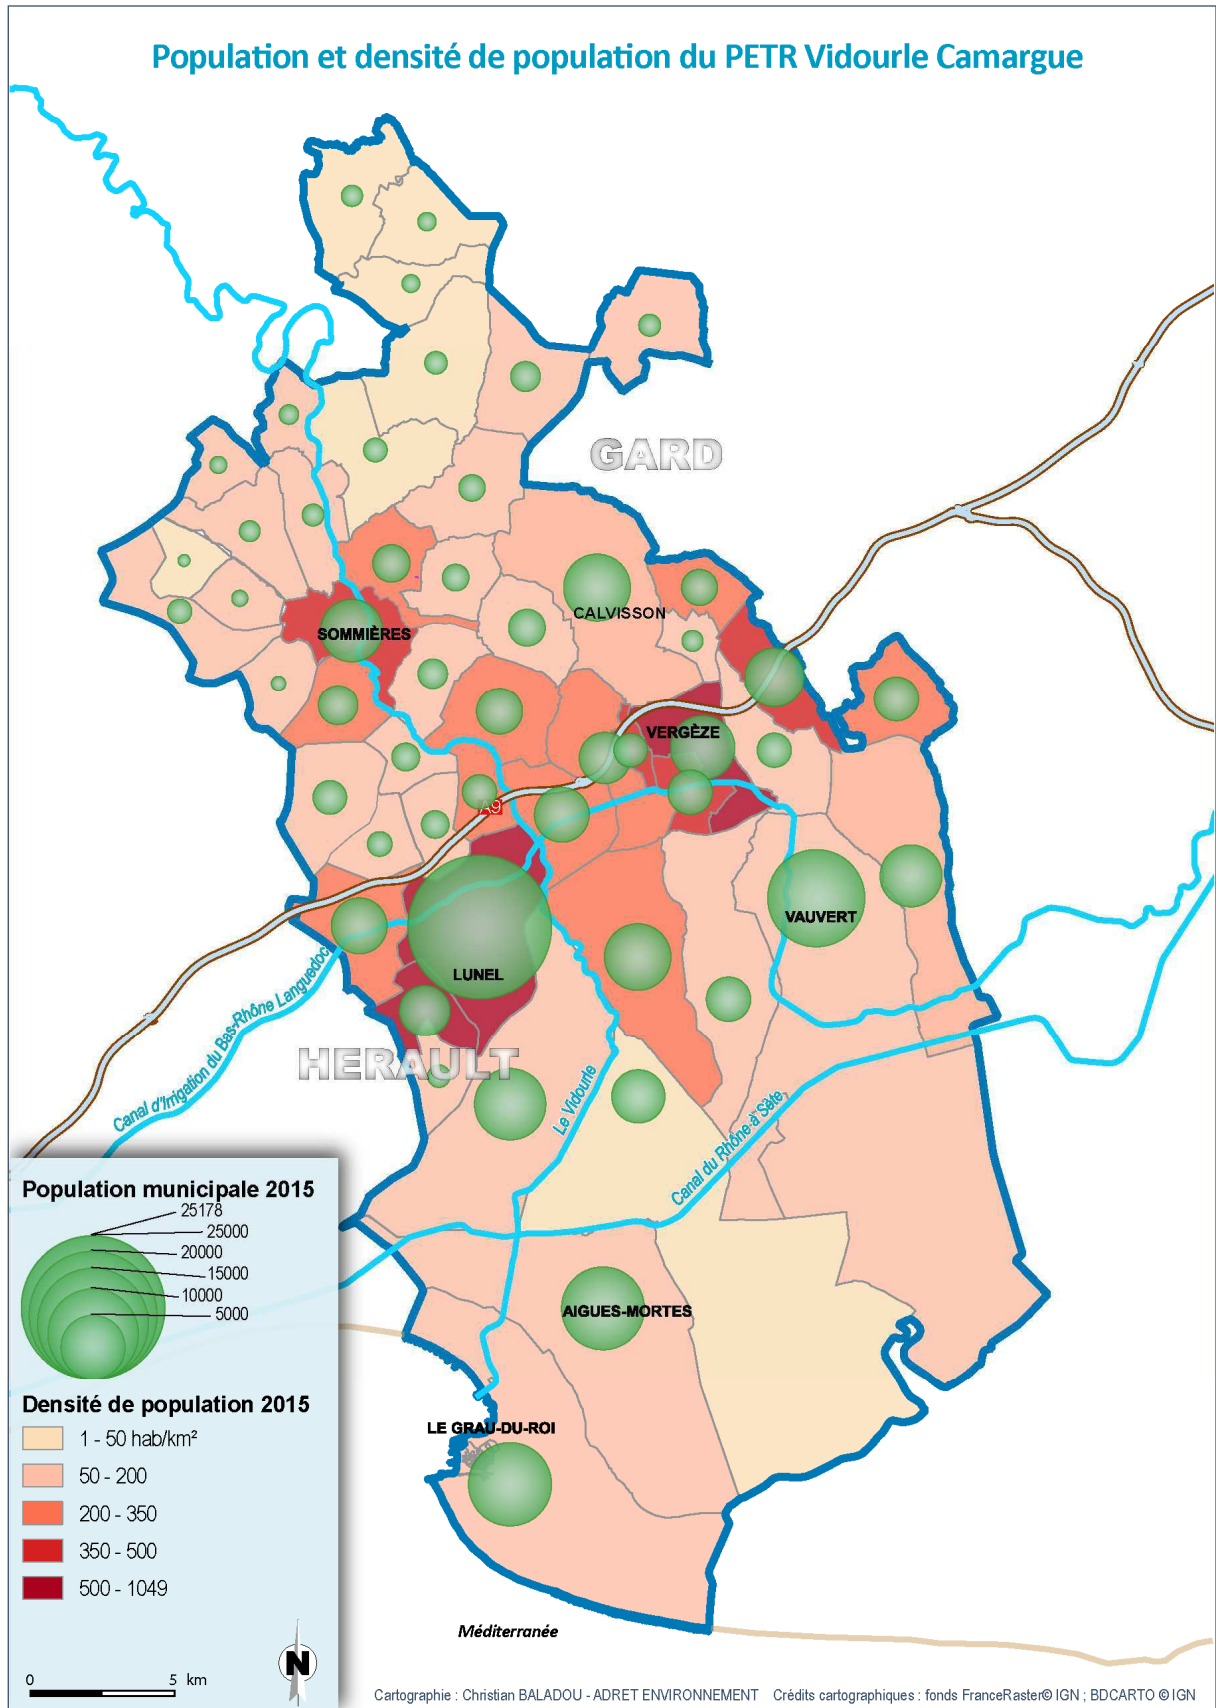 Population et densité de population du PETR Vidourle Camargue
GARD
CALVISSON
SOMMIÈRES
VERGÈZE
A9
VAUVERT
LUNEL
HERAULT
Canal d'Irrigation du Bas-Rhône Languedoc
Le Vidourle
Canal du Rhône à Sète
AIGUES-MORTES
LE GRAU-DU-ROI
Méditerranée
Population municipale 2015
25178
25000
20000
15000
10000
5000
Densité de population 2015
1 - 50 hab/km²
50 - 200
200 - 350
350 - 500
500 - 1049
0 5 km
N
Cartographie : Christian BALADOU - ADRET ENVIRONNEMENT Crédits cartographiques : fonds FranceRaster© IGN ; BDCARTO © IGN